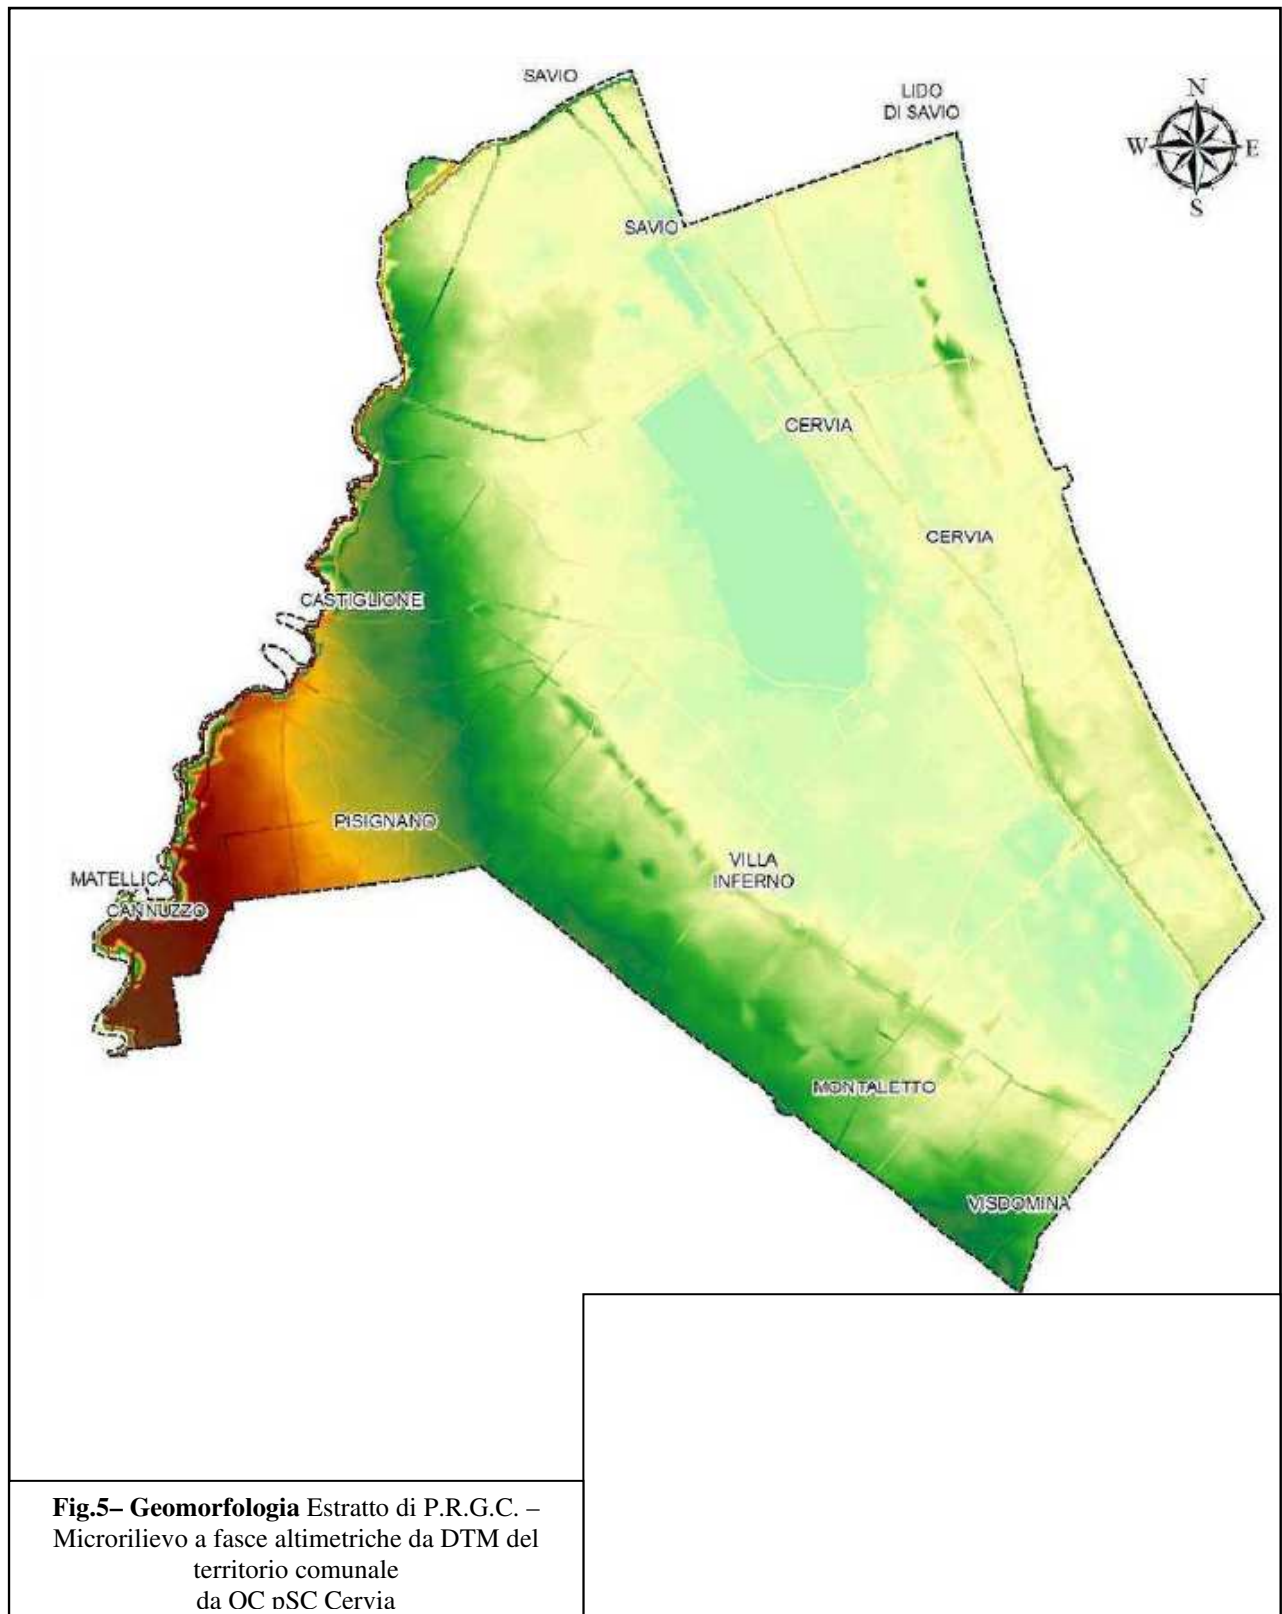 SAVIO
LIDO
DI SAVIO
N
W
E
S
SAVIO
CERVIA
CERVIA
CASTIGLIONE
PISIGNANO
MATELLICA
CANNUZZO
VILLA
INFERNO
MONTALETTO
VISDOMINA
Fig.5– Geomorfologia Estratto di P.R.G.C. –
Microrilievo a fasce altimetriche da DTM del
territorio comunale
da QC pSC Cervia